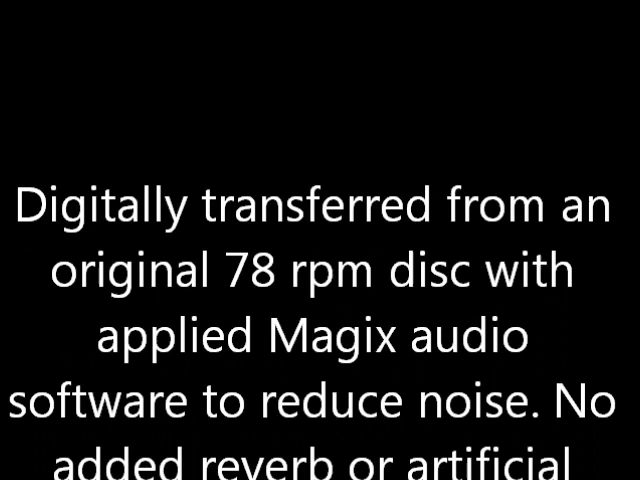 Digitally transferred from an
original 78 rpm disc with
applied Magix audio
software to reduce noise. No
added reverb or artificial